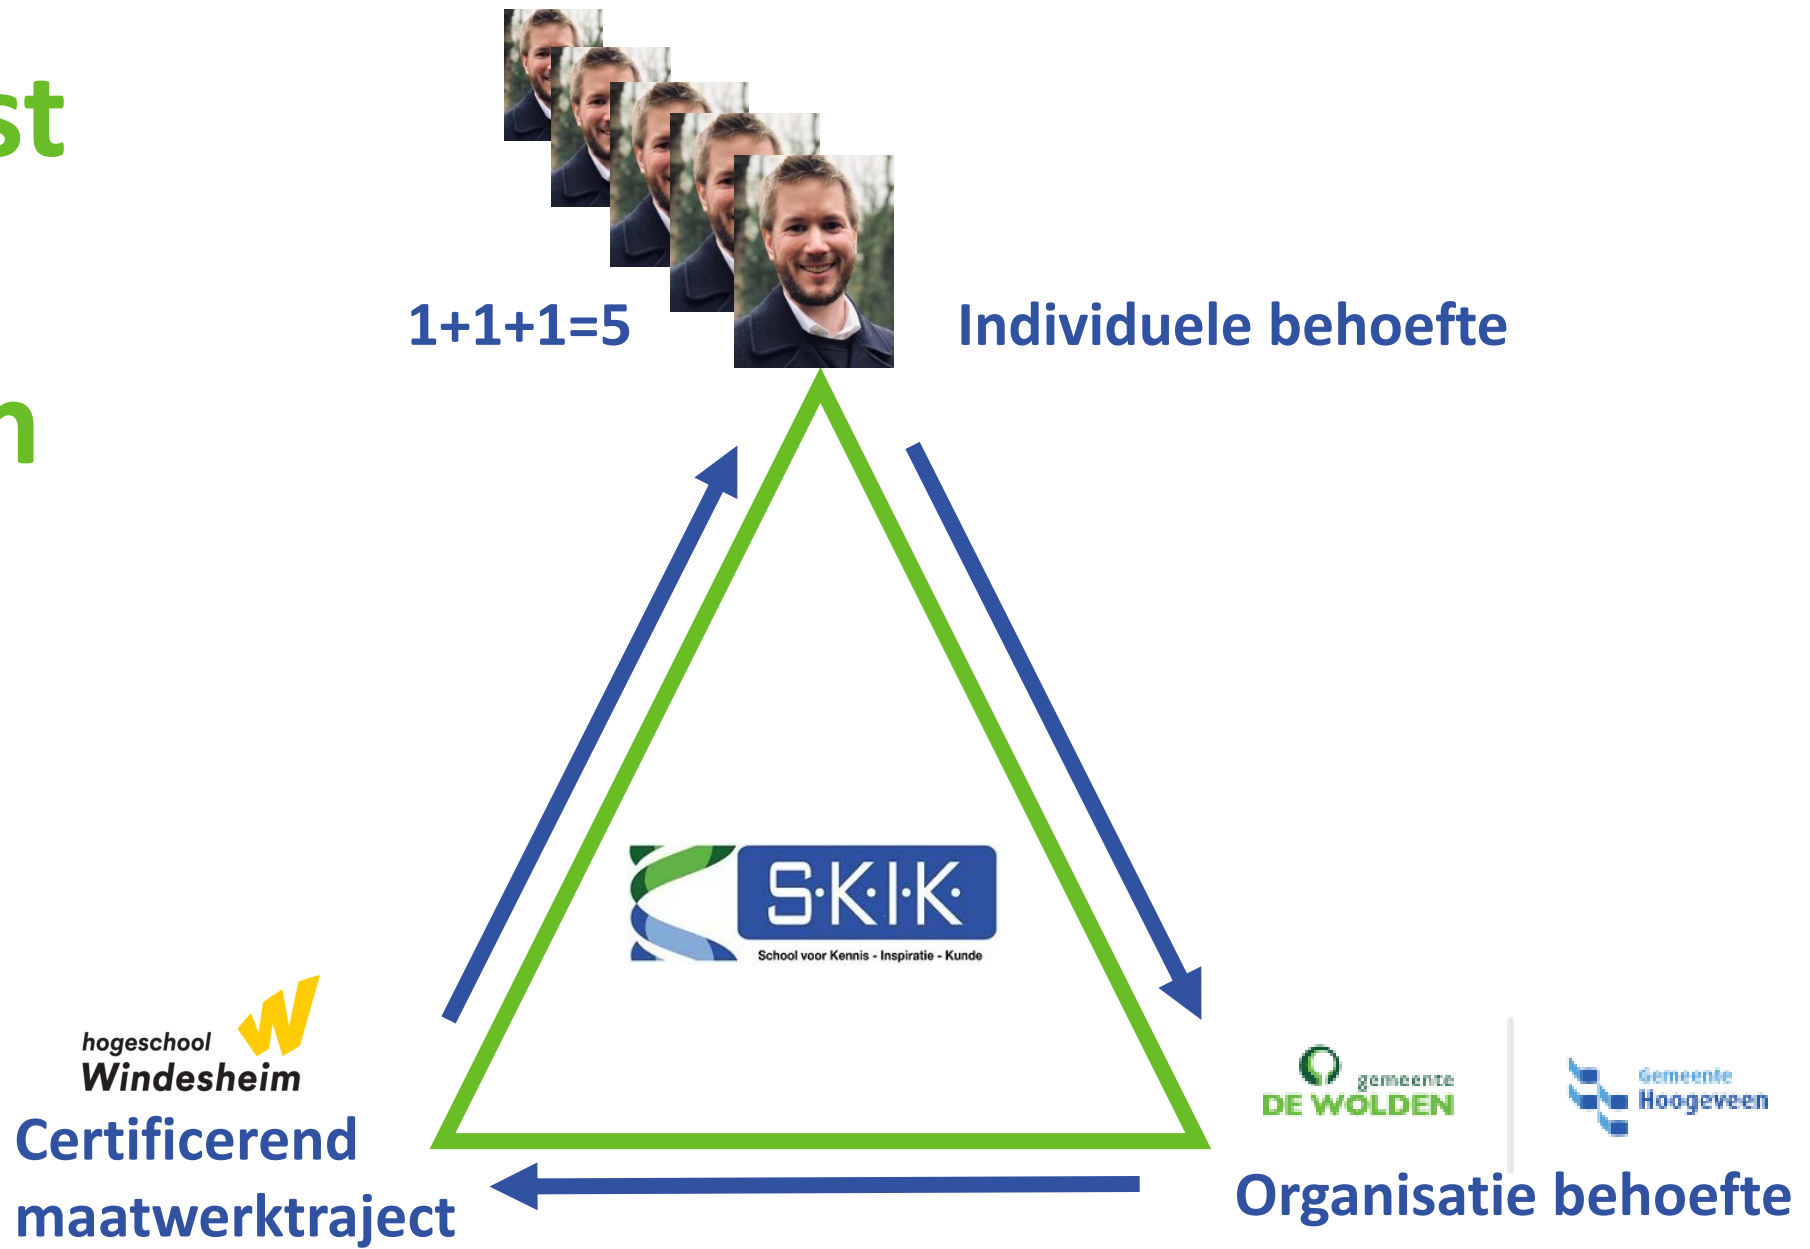 st
n
1+1+1=5
Individuele behoefte
S·K·I·K·
School voor Kennis - Inspiratie - Kunde
hogeschool
Windesheim
Certificerend
maatwerktraject
gemeente
DE WOLDEN
Gemeente
Hoogeveen
Organisatie behoefte